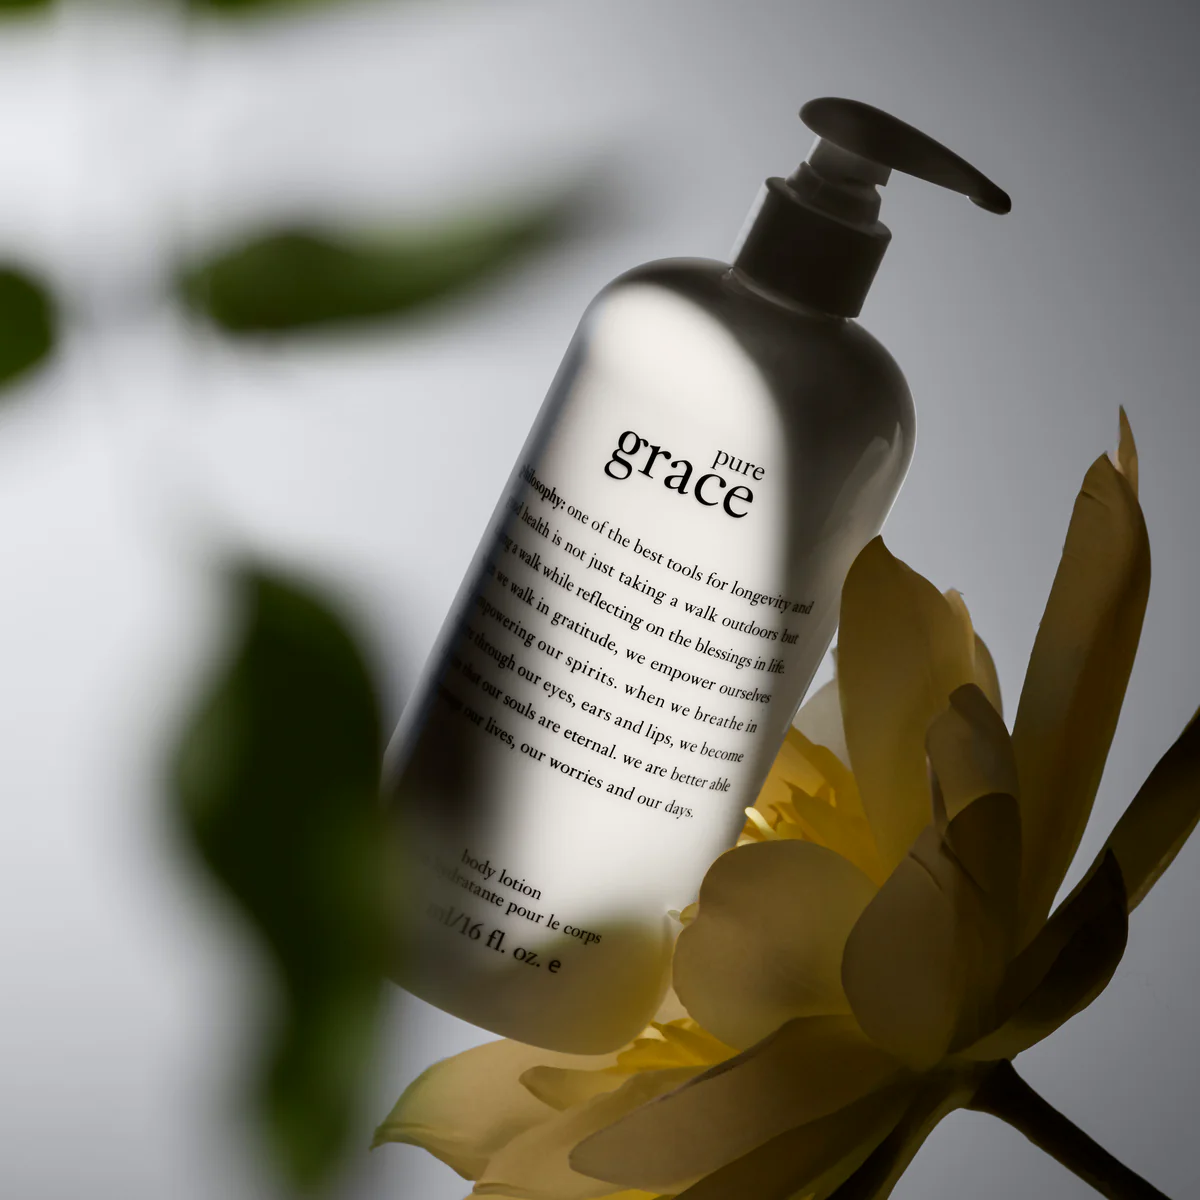 pure
grace
philosophy: one of the best tools for longevity and
health is not just taking a walk outdoors but
a walk while reflecting on the blessings in life.
we walk in gratitude, we empower ourselves
empowering our spirits. when we breathe in
through our eyes, ears and lips, we become
that our souls are eternal. we are better able
our lives, our worries and our days.
body lotion
hydratante pour le corps
ml/16 fl. oz. e